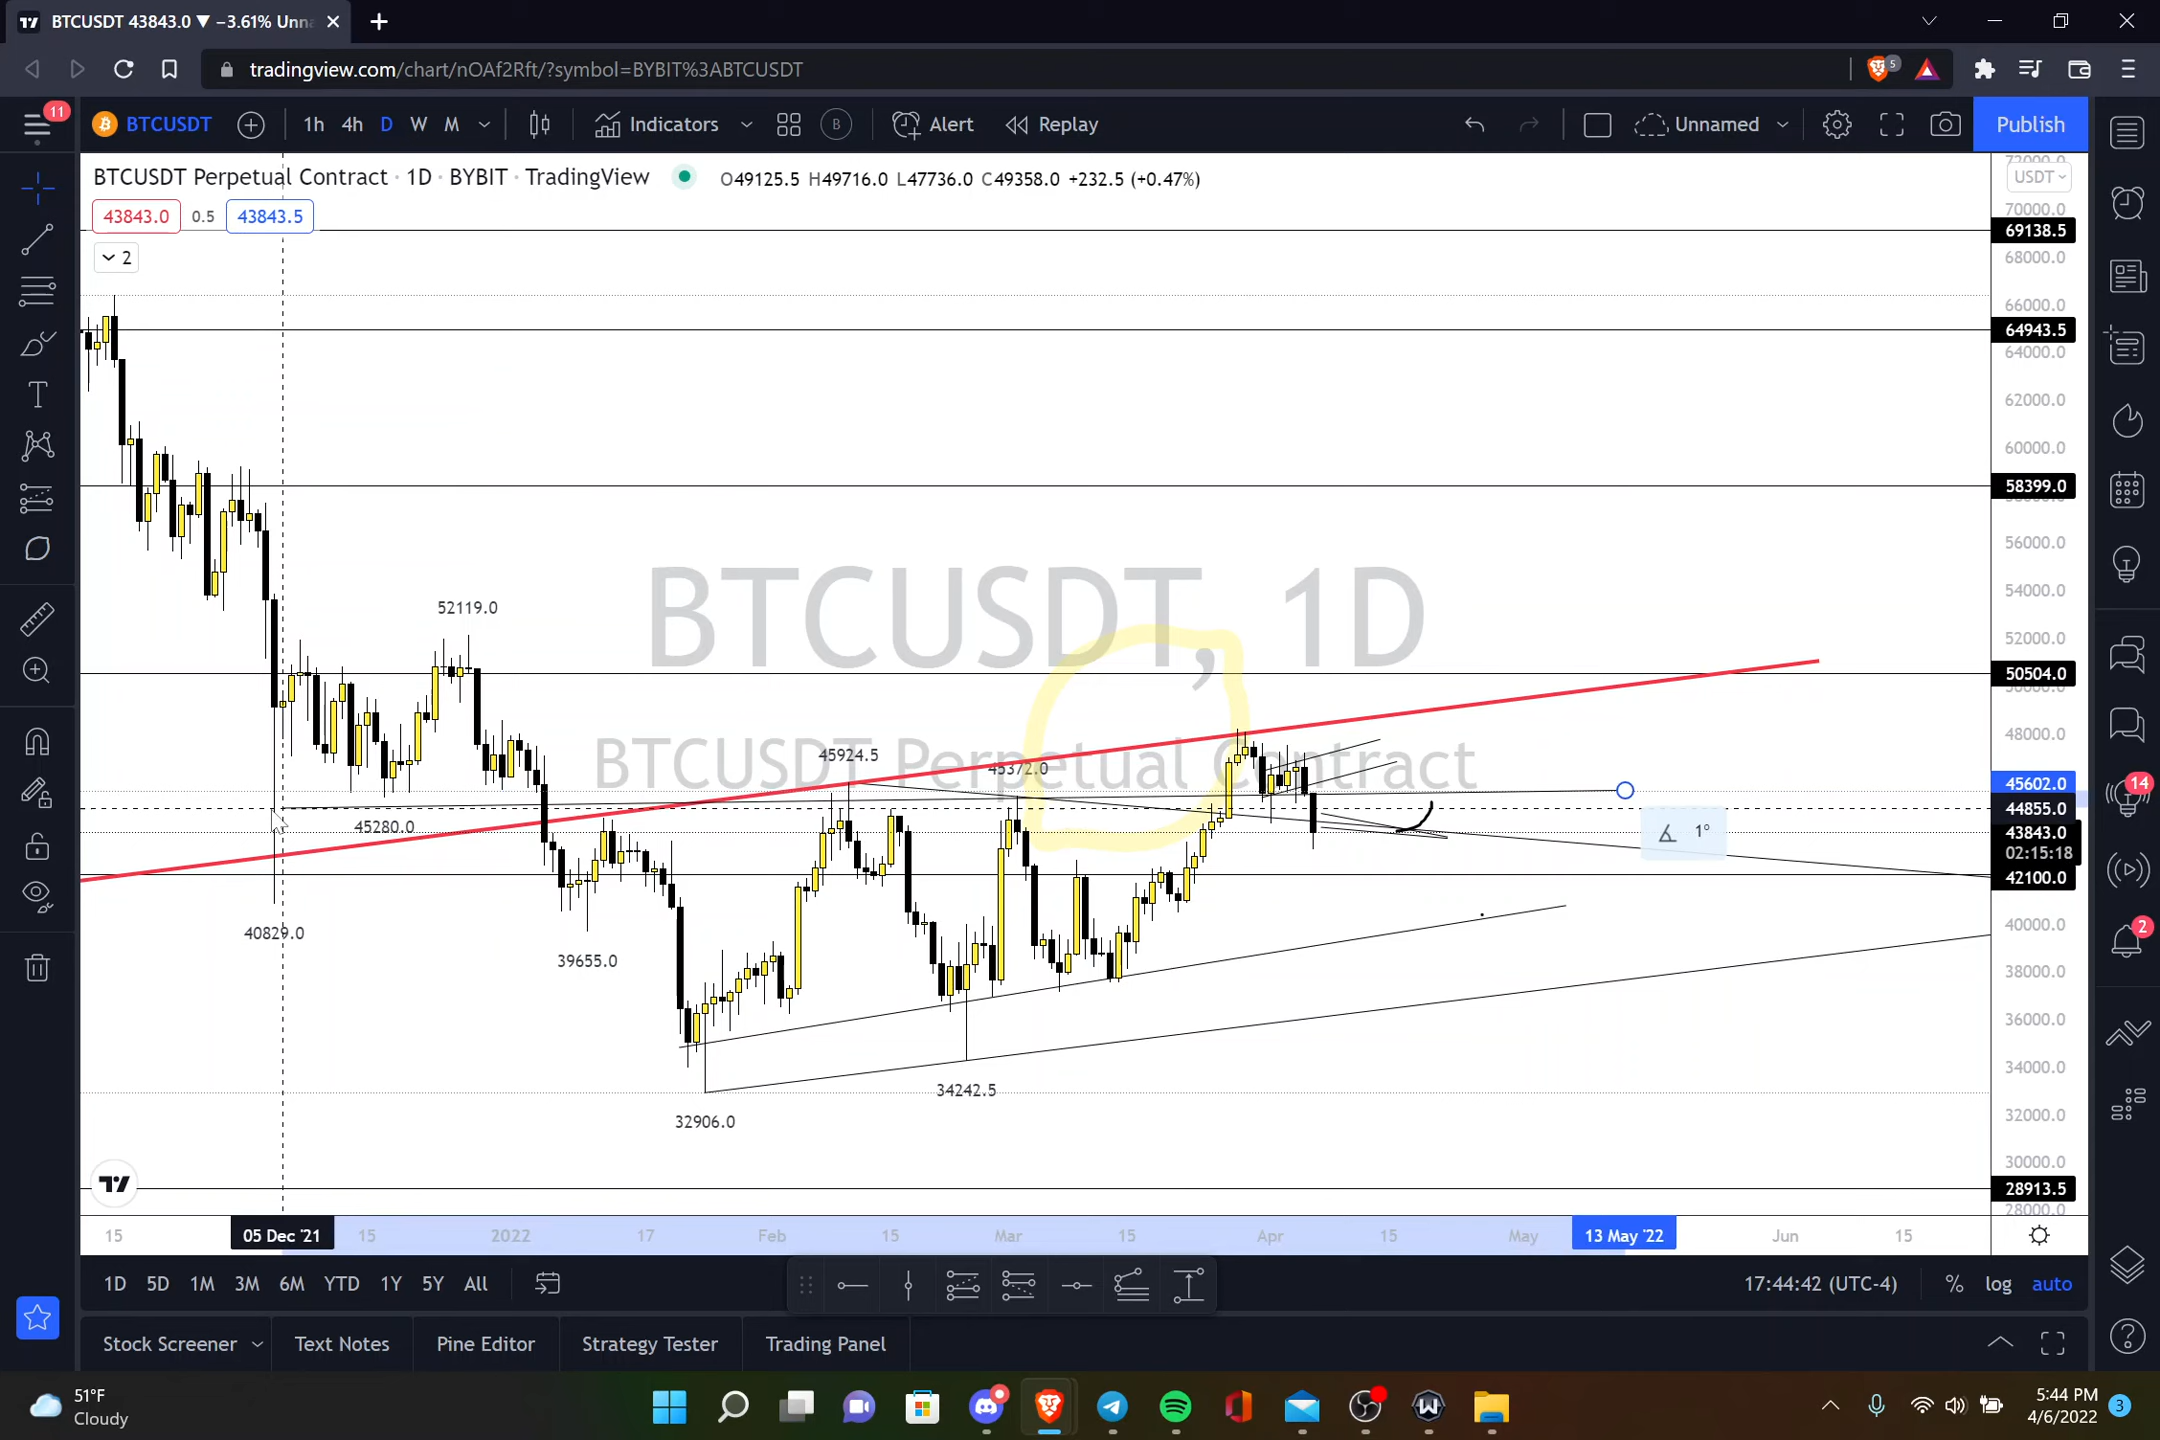 BTCUSDT 43843.0 ▼ −3.61% Unn
tradingview.com/chart/nOAf2Rft/?symbol=BYBIT%3ABTCUSDT
5
11
BTCUSDT
1h 4h D W M
Indicators
B
Alert
Replay
Unnamed
Publish
BTCUSDT Perpetual Contract · 1D · BYBIT · TradingView
O49125.5 H49716.0 L47736.0 C49358.0 +232.5 (+0.47%)
USDT
43843.0 0.5 43843.5
2
72000.0
70000.0
69138.5
68000.0
66000.0
64943.5
64000.0
62000.0
60000.0
58399.0
56000.0
54000.0
52000.0
50504.0
50000.0
48000.0
45602.0
44855.0
43843.0
02:15:18
42100.0
40000.0
38000.0
36000.0
34000.0
32000.0
30000.0
28913.5
28000.0
BTCUSDT, 1D
BTCUSDT Perpetual Contract
52119.0
45924.5
45372.0
45280.0
40829.0
39655.0
34242.5
32906.0
1°
14
2
15
05 Dec '21
15
2022
17
Feb
15
Mar
15
Apr
15
May
13 May '22
Jun
15
1D 5D 1M 3M 6M YTD 1Y 5Y All
17:44:42 (UTC-4) % log auto
Stock Screener
Text Notes
Pine Editor
Strategy Tester
Trading Panel
51°F
Cloudy
5:44 PM
4/6/2022
3